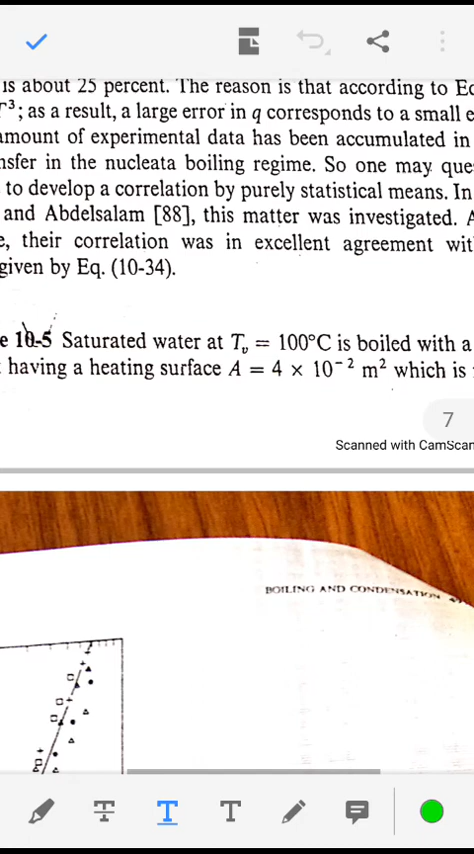 is about 25 percent. The reason is that according to Eq
³; as a result, a large error in q corresponds to a small e
amount of experimental data has been accumulated in
nsfer in the nucleata boiling regime. So one may que
to develop a correlation by purely statistical means. In
and Abdelsalam [88], this matter was investigated. A
e, their correlation was in excellent agreement wit
given by Eq. (10-34).
e 10-5 Saturated water at Tᵥ = 100°C is boiled with a
having a heating surface A = 4 × 10⁻² m² which is
7
Scanned with CamScan
BOILING AND CONDENSATION
T T T